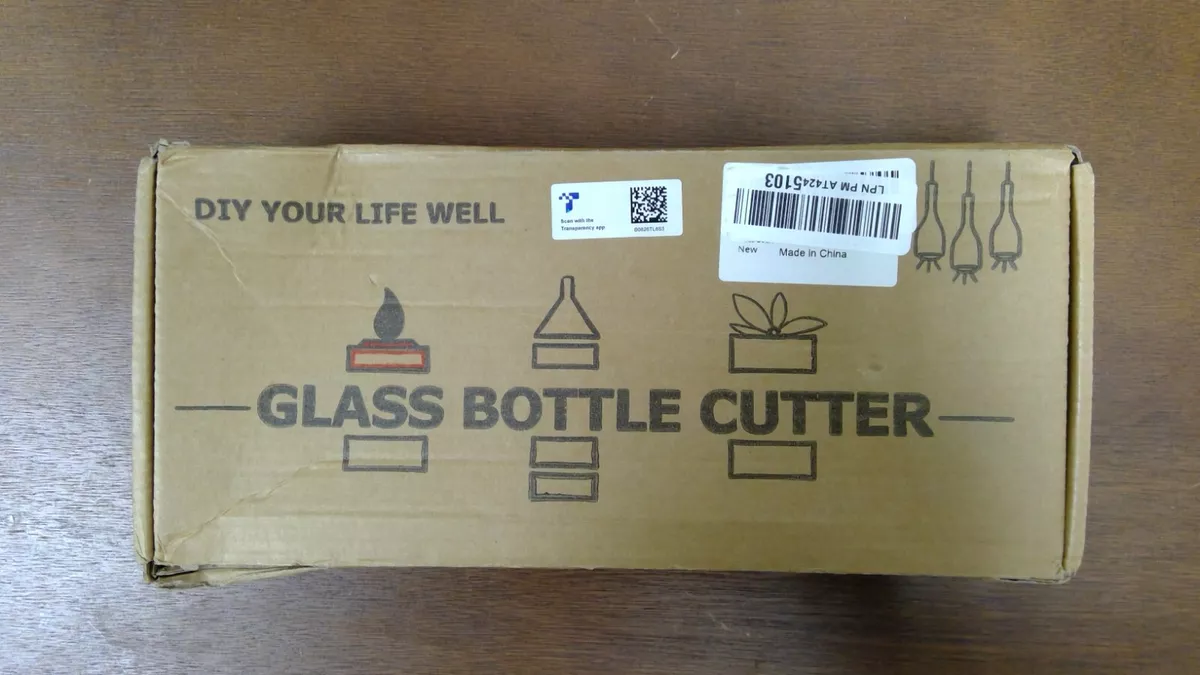 DIY YOUR LIFE WELL
Scan with the
Transparency app
LPN PM AT4245103
New Made in China
GLASS BOTTLE CUTTER